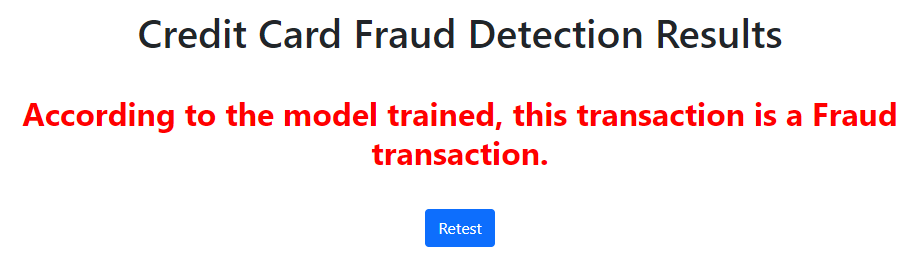 Credit Card Fraud Detection Results
According to the model trained, this transaction is a Fraud
transaction.
Retest